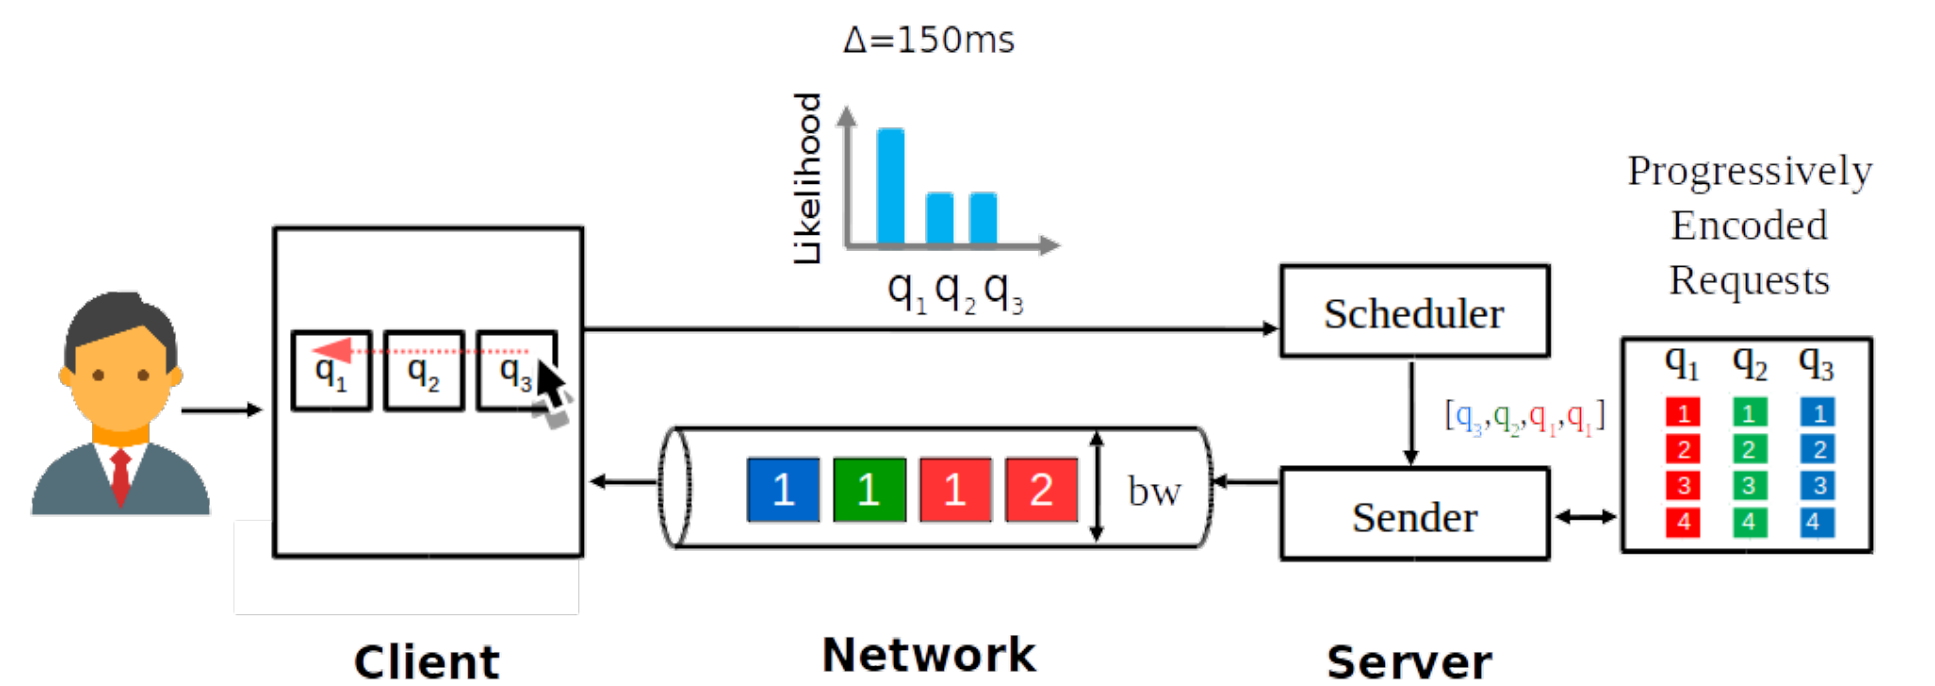 Δ=150ms
Likelihood
q1 q2 q3
Progressively
Encoded
Requests
Scheduler
q1 q2 q3
q1 q2 q3
1 1 1
2 2 2
3 3 3
4 4 4
[q3,q2,q1,q1]
1 1 1 2
bw
Sender
Client
Network
Server